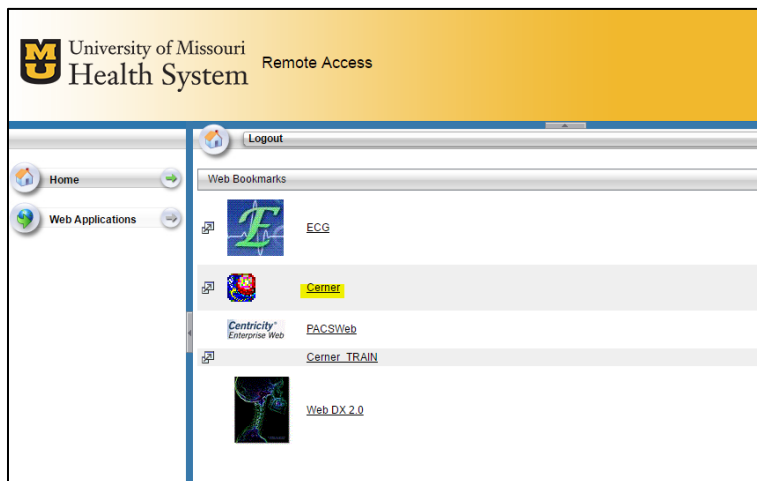 University of Missouri
Health System
Remote Access
Logout
Home
Web Applications
Web Bookmarks
ECG
Cerner
Centricity®
Enterprise Web
PACSWeb
Cerner_TRAIN
Web DX 2.0